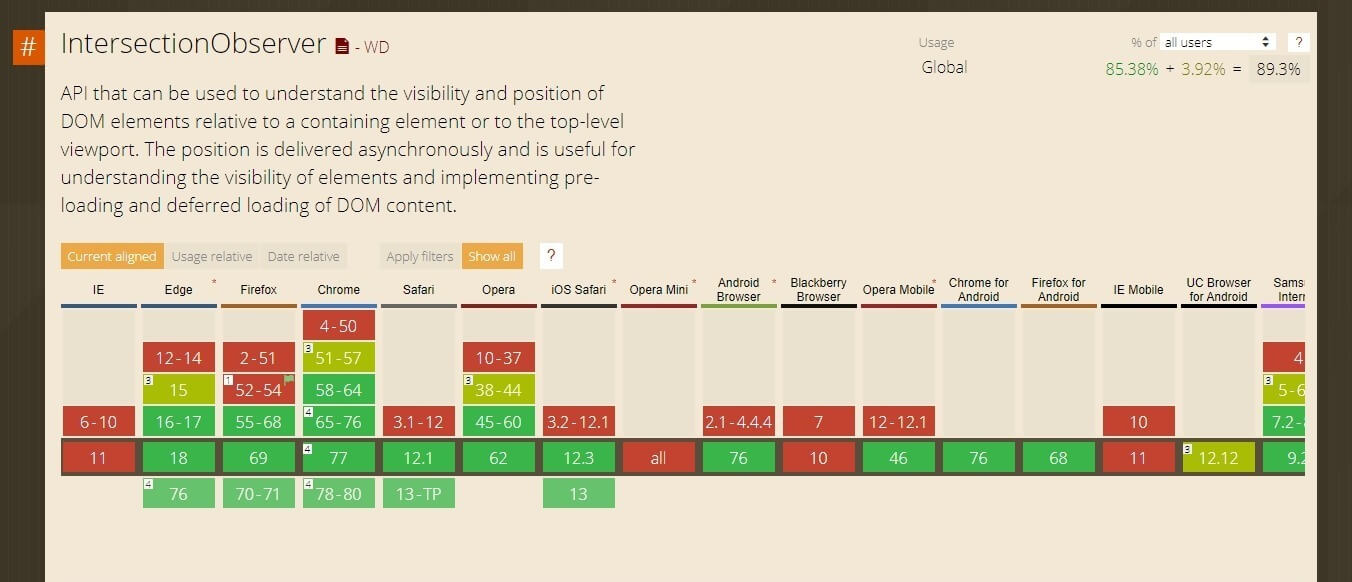 #
IntersectionObserver - WD
Usage % of all users ?
Global 85.38% + 3.92% = 89.3%
API that can be used to understand the visibility and position of
DOM elements relative to a containing element or to the top-level
viewport. The position is delivered asynchronously and is useful for
understanding the visibility of elements and implementing pre-
loading and deferred loading of DOM content.
Current aligned Usage relative Date relative Apply filters Show all ?
IE Edge * Firefox Chrome Safari Opera iOS Safari * Opera Mini * Android Browser * Blackberry Browser Opera Mobile * Chrome for Android Firefox for Android IE Mobile UC Browser for Android
4-50
12-14 2-51 3 51-57 10-37 4
3 15 1 52-54 58-64 3 38-44 3 5-6
6-10 16-17 55-68 4 65-76 3.1-12 45-60 3.2-12.1 2.1-4.4.4 7 12-12.1 10 7.2-
11 18 69 4 77 12.1 62 12.3 all 76 10 46 76 68 11 3 12.12 9.2
4 76 70-71 4 78-80 13-TP 13